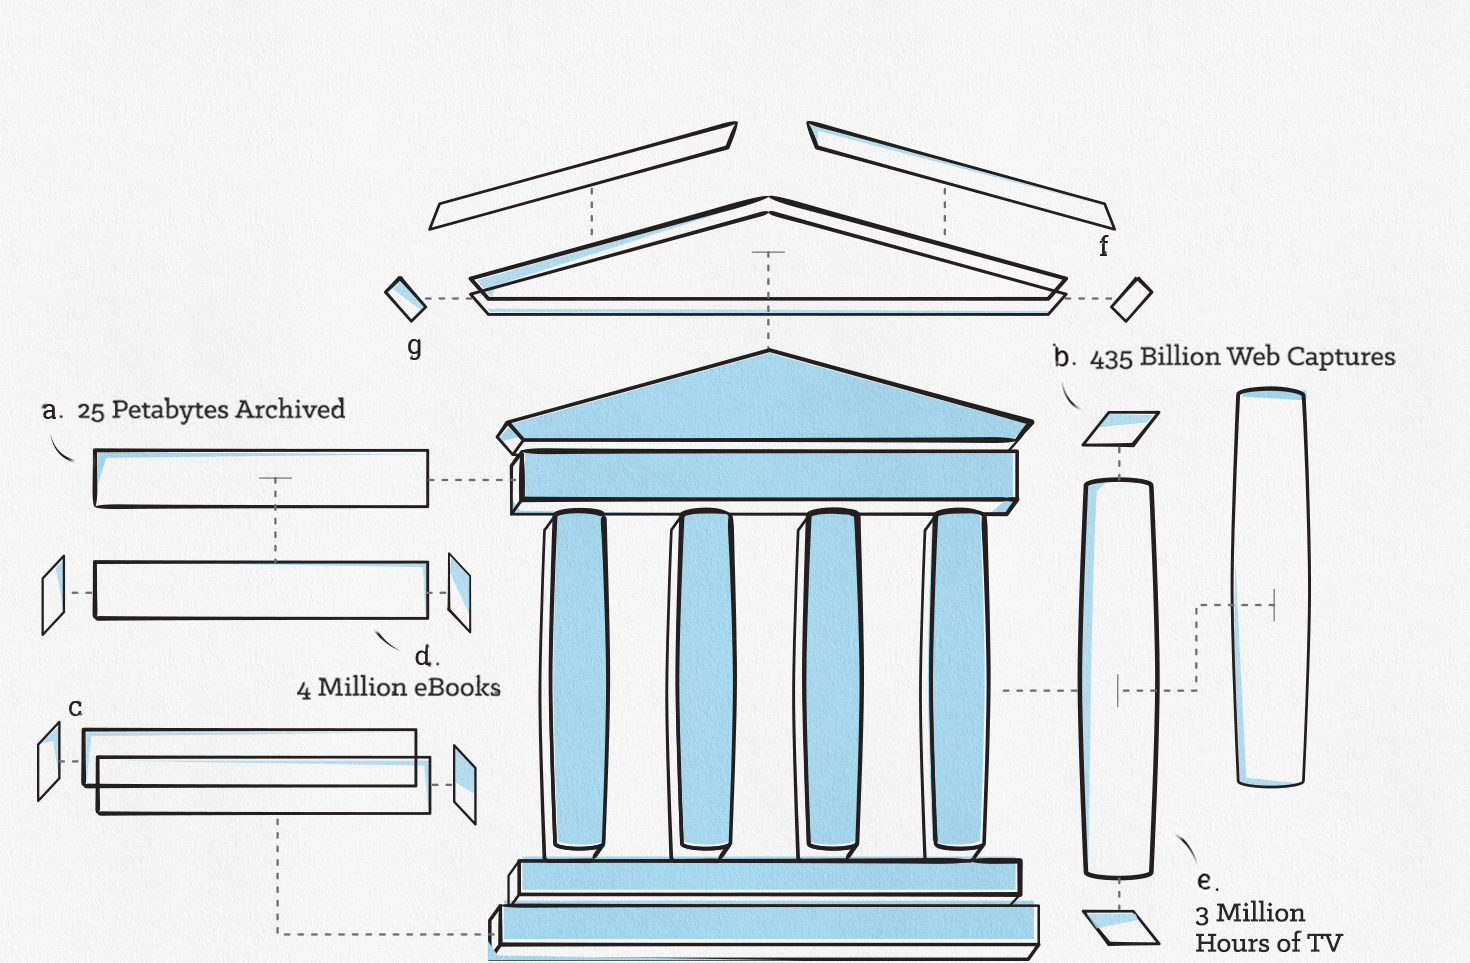 f
g
b. 435 Billion Web Captures
a. 25 Petabytes Archived
d.
4 Million eBooks
c
e.
3 Million
Hours of TV